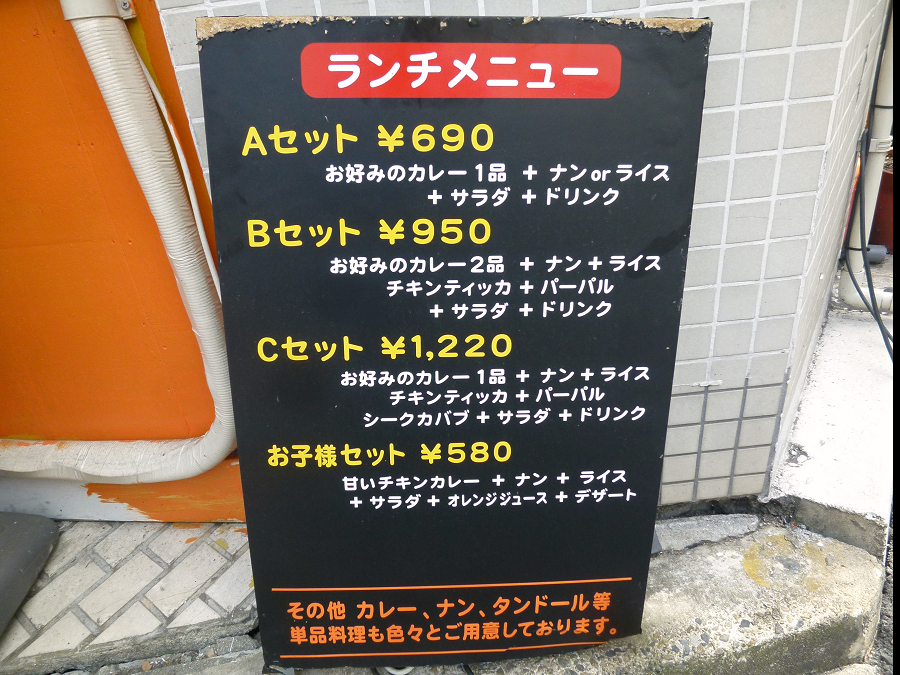 ランチメニュー
Aセット ¥690
お好みのカレー1品 + ナンorライス
+ サラダ + ドリンク
Bセット ¥950
お好みのカレー2品 + ナン+ライス
チキンティッカ + パーパル
+ サラダ + ドリンク
Cセット ¥1,220
お好みのカレー1品 + ナン+ライス
チキンティッカ + パーパル
シークカバブ + サラダ + ドリンク
お子様セット ¥580
甘いチキンカレー + ナン + ライス
+ サラダ + オレンジジュース + デザート
その他 カレー、ナン、タンドール等
単品料理も色々とご用意しております。